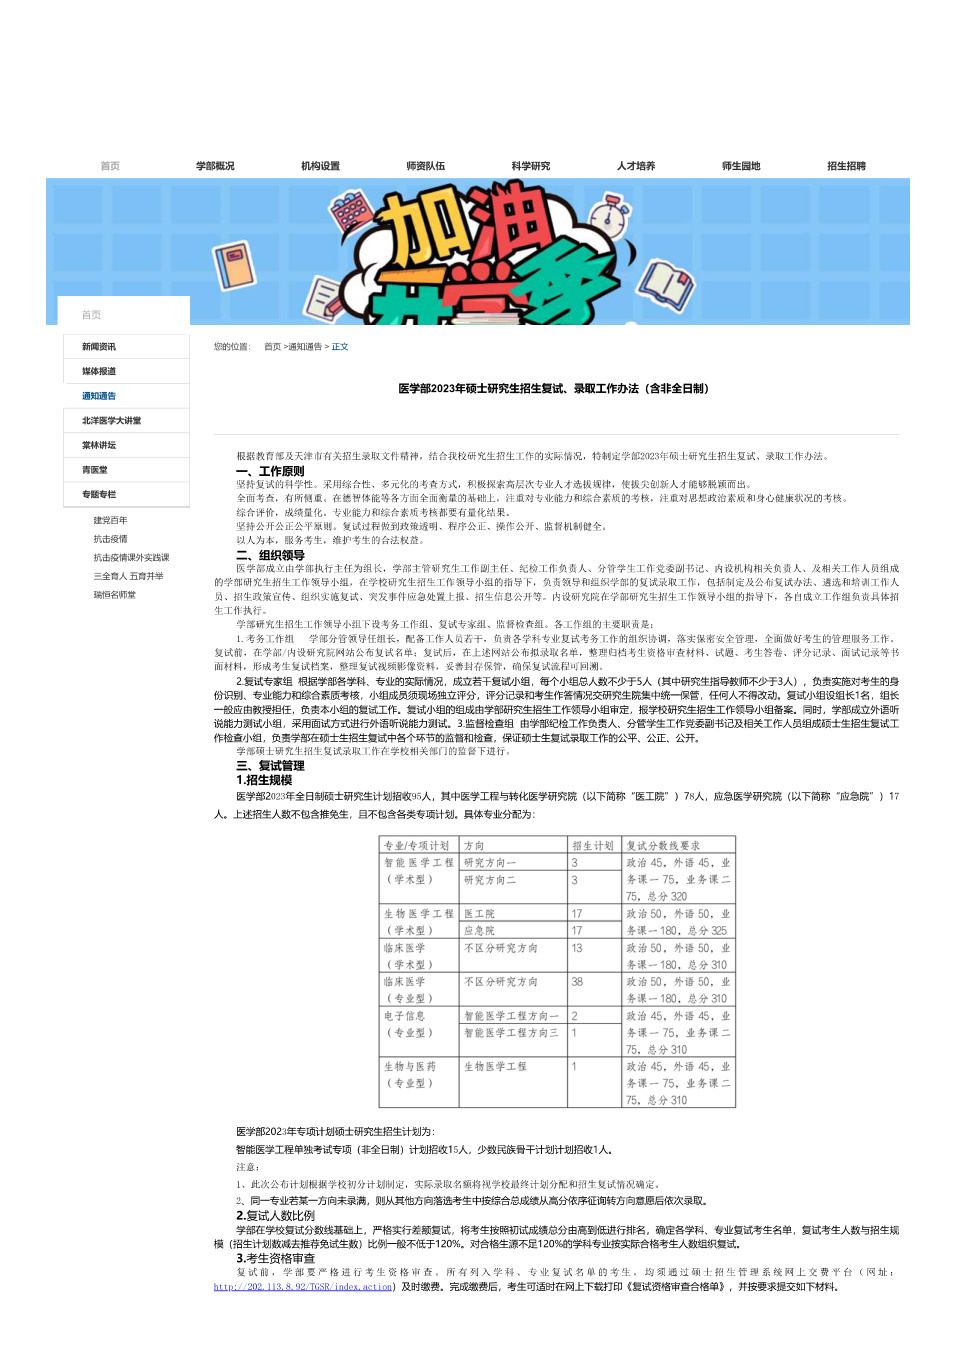 首页 学部概况 机构设置 师资队伍 科学研究 人才培养 师生园地 招生招聘
加油
开学季
首页
新闻资讯
媒体报道
通知通告
北洋医学大讲堂
棠林讲坛
青医堂
专题专栏
建党百年
抗击疫情
抗击疫情课外实践课
三全育人 五育并举
瑞恒名师堂
您的位置: 首页 >通知通告 > 正文
医学部2023年硕士研究生招生复试、录取工作办法（含非全日制）
根据教育部及天津市有关招生录取文件精神，结合我校研究生招生工作的实际情况，特制定学部2023年硕士研究生招生复试、录取工作办法。
一、工作原则
坚持复试的科学性。采用综合性、多元化的考查方式，积极探索高层次专业人才选拔规律，使拔尖创新人才能够脱颖而出。
全面考查，有所侧重。在德智体能等各方面全面衡量的基础上，注重对专业能力和综合素质的考核，注重对思想政治素质和身心健康状况的考核。
综合评价，成绩量化，专业能力和综合素质考核都要有量化结果。
坚持公开公正公平原则。复试过程做到政策透明、程序公正、操作公开、监督机制健全。
以人为本，服务考生，维护考生的合法权益。
二、组织领导
医学部成立由学部执行主任为组长，学部主管研究生工作副主任、纪检工作负责人、分管学生工作党委副书记、内设机构相关负责人、及相关工作人员组成
的学部研究生招生工作领导小组，在学校研究生招生工作领导小组的指导下，负责领导和组织学部的复试录取工作，包括制定及公布复试办法、遴选和培训工作人
员、招生政策宣传、组织实施复试、突发事件应急处置上报、招生信息公开等。内设研究院在学部研究生招生工作领导小组的指导下，各自成立工作组负责具体招
生工作执行。
学部研究生招生工作领导小组下设考务工作组、复试专家组、监督检查组。各工作组的主要职责是:
1.考务工作组 学部分管领导任组长，配备工作人员若干，负责各学科专业复试考务工作的组织协调，落实保密安全管理，全面做好考生的管理服务工作。
复试前，在学部/内设研究院网站公布复试名单；复试后，在上述网站公布拟录取名单，整理归档考生资格审查材料、试题、考生答卷、评分记录、面试记录等书
面材料，形成考生复试档案，整理复试视频影像资料，妥善封存保管，确保复试流程可回溯。
2.复试专家组 根据学部各学科、专业的实际情况，成立若干复试小组，每个小组总人数不少于5人（其中研究生指导教师不少于3人），负责实施对考生的身
份识别、专业能力和综合素质考核，小组成员须现场独立评分，评分记录和考生作答情况交研究生院集中统一保管，任何人不得改动。复试小组设组长1名，组长
一般应由教授担任，负责本小组的复试工作。复试小组的组成由学部研究生招生工作领导小组审定，报学校研究生招生工作领导小组备案。同时，学部成立外语听
说能力测试小组，采用面试方式进行外语听说能力测试。3.监督检查组 由学部纪检工作负责人、分管学生工作党委副书记及相关工作人员组成硕士生招生复试工
作检查小组，负责学部在硕士生招生复试中各个环节的监督和检查，保证硕士生复试录取工作的公平、公正、公开。
学部硕士研究生招生复试录取工作在学校相关部门的监督下进行。
三、复试管理
1.招生规模
医学部2023年全日制硕士研究生计划招收95人，其中医学工程与转化医学研究院（以下简称“医工院”）78人，应急医学研究院（以下简称“应急院”）17
人。上述招生人数不包含推免生，且不包含各类专项计划。具体专业分配为:
专业/专项计划 方向 招生计划 复试分数线要求
智能医学工程（学术型） 研究方向一 3 政治 45，外语 45，业务课一 75，业务课二 75，总分 320
研究方向二 3
生物医学工程（学术型） 医工院 17 政治 50，外语 50，业务课一 180，总分 325
应急院 17
临床医学（学术型） 不区分研究方向 13 政治 50，外语 50，业务课一 180，总分 310
临床医学（专业型） 不区分研究方向 38 政治 50，外语 50，业务课一 180，总分 310
电子信息（专业型） 智能医学工程方向一 2 政治 45，外语 45，业务课一 75，业务课二 75，总分 310
智能医学工程方向三 1
生物与医药（专业型） 生物医学工程 1 政治 45，外语 45，业务课一 75，业务课二 75，总分 310
医学部2023年专项计划硕士研究生招生计划为:
智能医学工程单独考试专项（非全日制）计划招收15人，少数民族骨干计划计划招收1人。
注意:
1、此次公布计划根据学校初分计划制定，实际录取名额将视学校最终计划分配和招生复试情况确定。
2、同一专业若某一方向未录满，则从其他方向落选考生中按综合总成绩从高分依序征询转方向意愿后依次录取。
2.复试人数比例
学部在学校复试分数线基础上，严格实行差额复试，将考生按照初试成绩总分由高到低进行排名，确定各学科、专业复试考生名单，复试考生人数与招生规
模（招生计划数减去推荐免试生数）比例一般不低于120%。对合格生源不足120%的学科专业按实际合格考生人数组织复试。
3.考生资格审查
复试前，学部要严格进行考生资格审查。所有列入学科、专业复试名单的考生，均须通过硕士招生管理系统网上交费平台（网址:
http://202.113.8.92/TGSR/index.action）及时缴费。完成缴费后，考生可适时在网上下载打印《复试资格审查合格单》，并按要求提交如下材料。